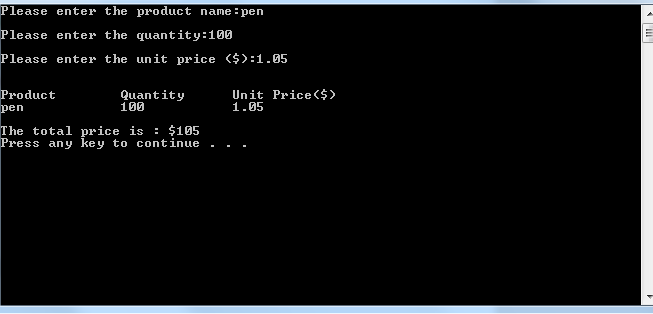 Please enter the product name:pen
Please enter the quantity:100
Please enter the unit price ($):1.05
Product Quantity Unit Price($)
pen 100 1.05
The total price is : $105
Press any key to continue . . .